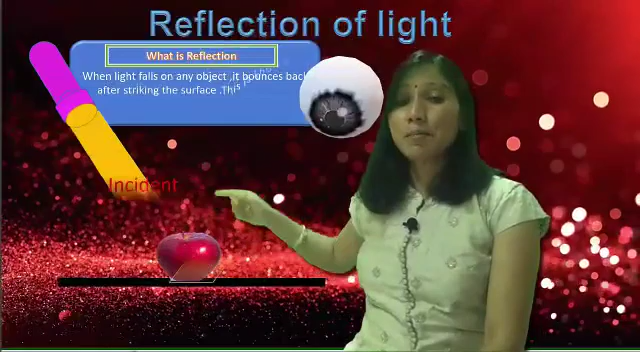 Reflection of light
What is Reflection
When light falls on any object ,it bounces back
after striking the surface .This
Incident